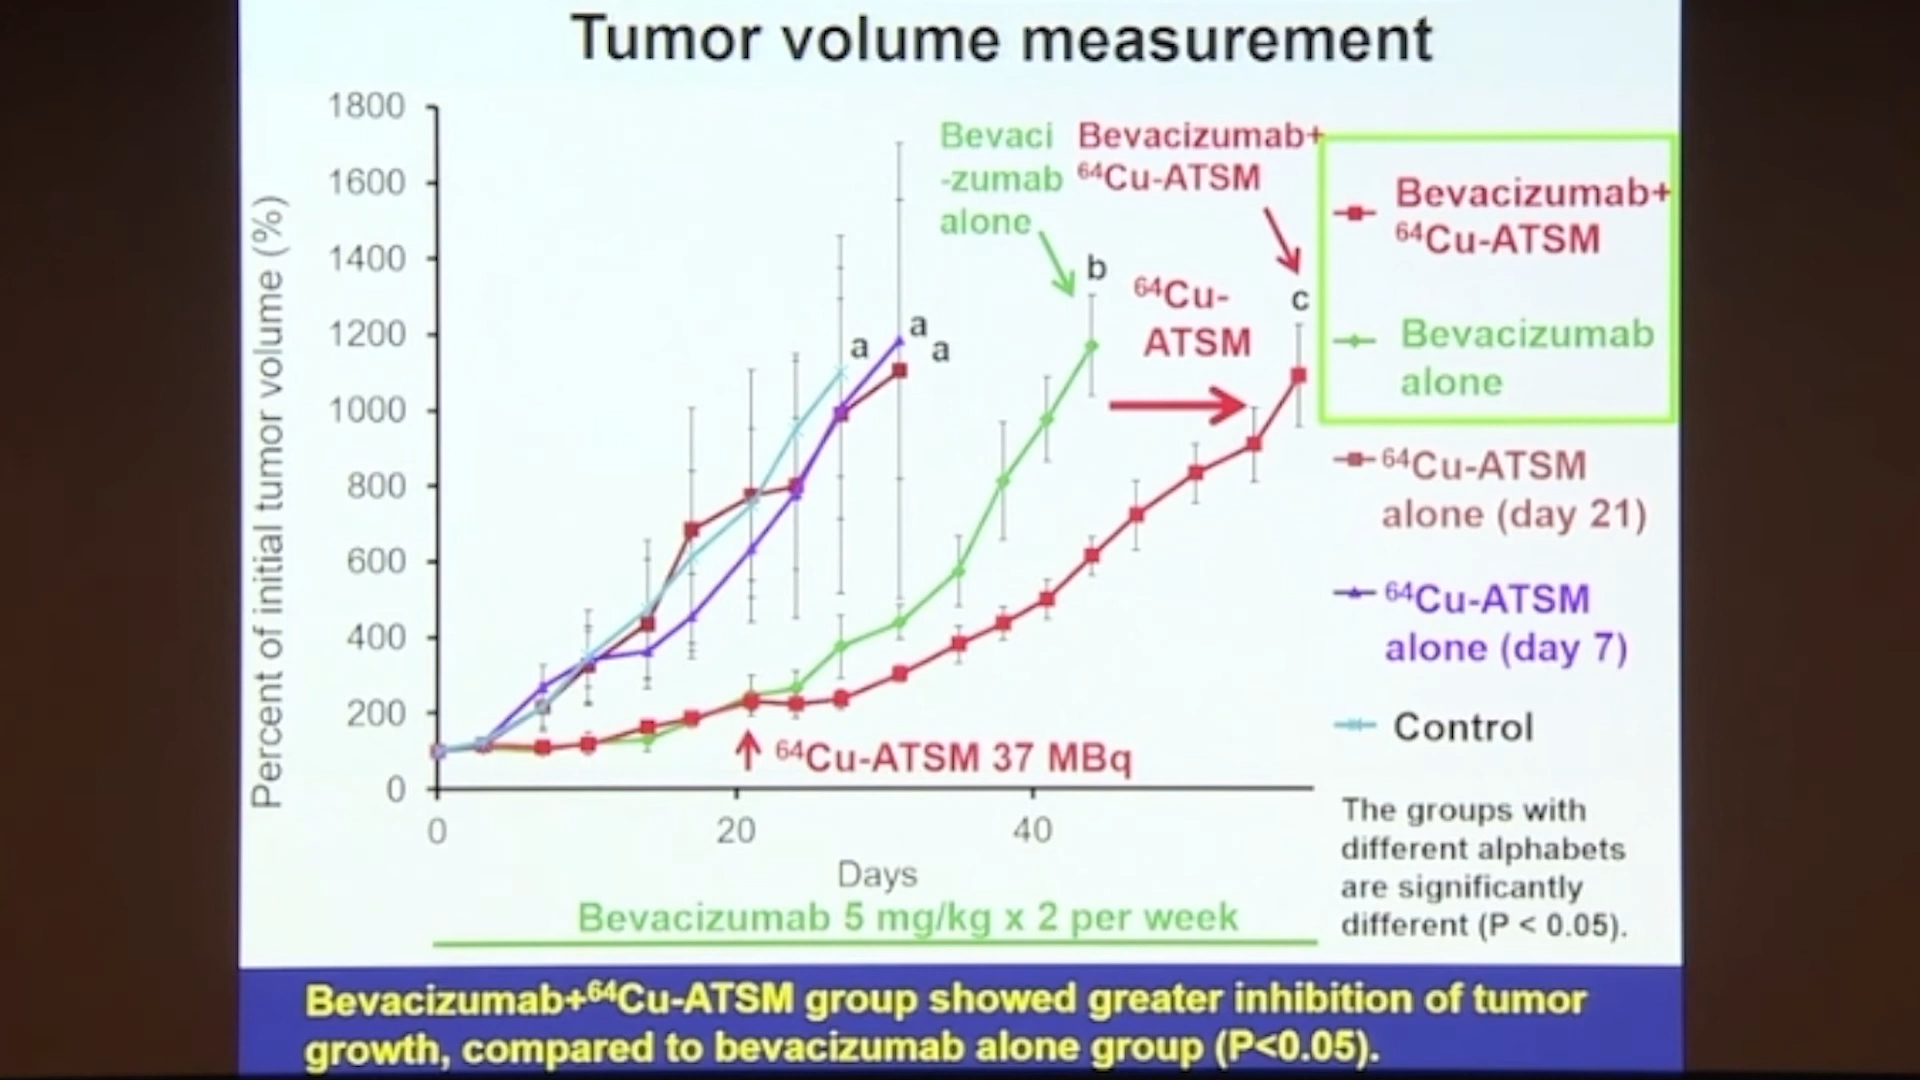 Tumor volume measurement
1800
1600
1400
1200
1000
800
600
400
200
0
Percent of initial tumor volume (%)
0
20
40
Days
Bevaci
-zumab
alone
Bevacizumab+
64Cu-ATSM
b
c
64Cu-
ATSM
a
a
a
64Cu-ATSM 37 MBq
Bevacizumab+
64Cu-ATSM
Bevacizumab
alone
64Cu-ATSM
alone (day 21)
64Cu-ATSM
alone (day 7)
Control
The groups with
different alphabets
are significantly
different (P < 0.05).
Bevacizumab 5 mg/kg x 2 per week
Bevacizumab+64Cu-ATSM group showed greater inhibition of tumor
growth, compared to bevacizumab alone group (P<0.05).